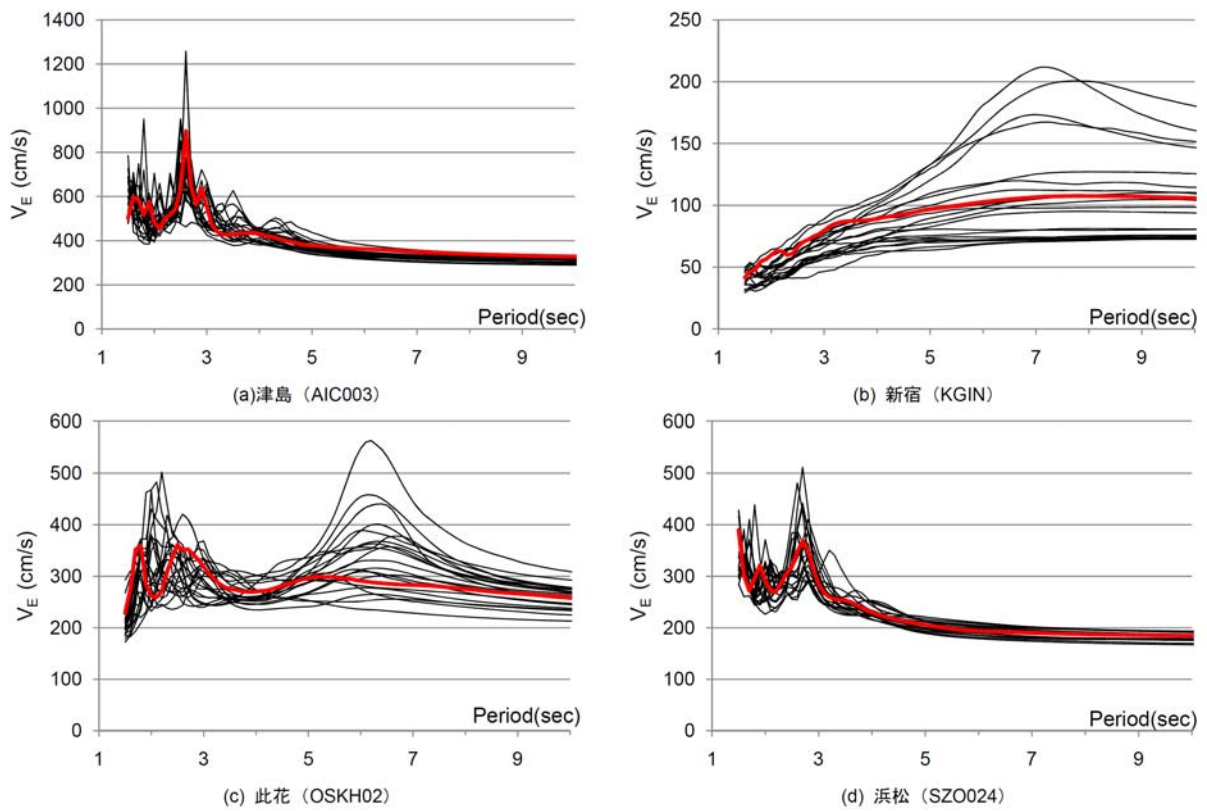 1400
1200
1000
800
600
400
200
0
V_E (cm/s)
Period(sec)
1 3 5 7 9
(a)津島（AIC003）
250
200
150
100
50
0
V_E (cm/s)
Period(sec)
1 3 5 7 9
(b) 新宿（KGIN）
600
500
400
300
200
100
0
V_E (cm/s)
Period(sec)
1 3 5 7 9
(c) 此花（OSKH02）
600
500
400
300
200
100
0
V_E (cm/s)
Period(sec)
1 3 5 7 9
(d) 浜松（SZO024）